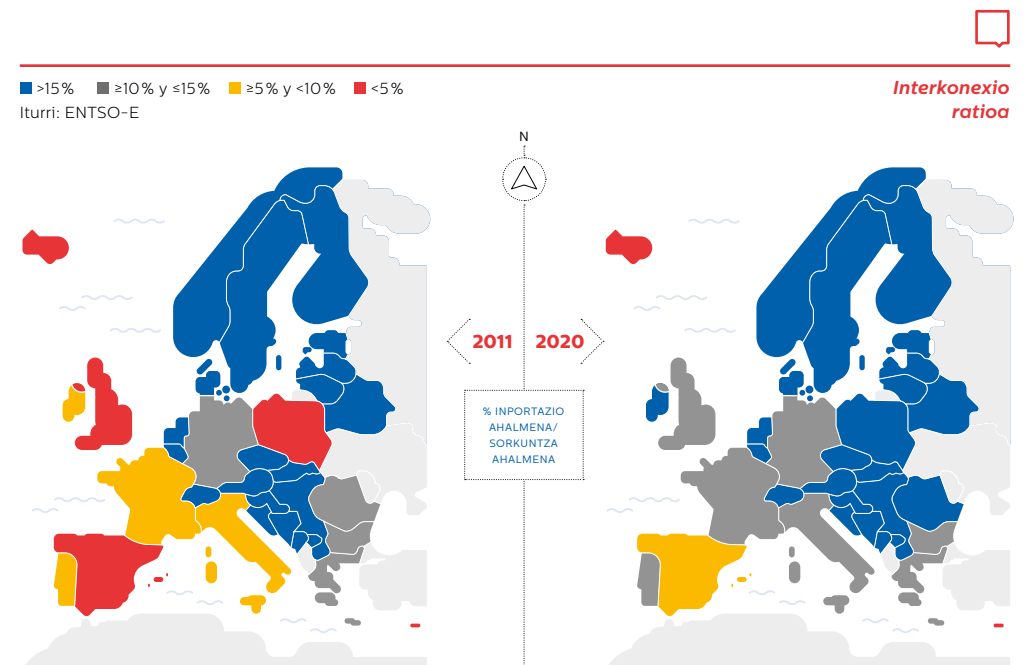 >15% ≥10% y ≤15% ≥5% y <10% <5%
Iturri: ENTSO-E
Interkonexio
ratioa
N
2011 2020
% INPORTAZIO
AHALMENA/
SORKUNTZA
AHALMENA